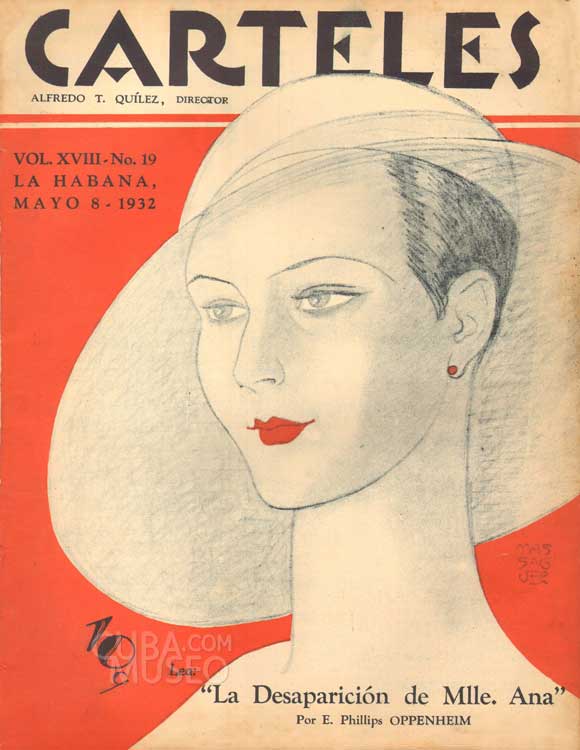 CARTELES
ALFREDO T. QUÍLEZ, DIRECTOR
VOL. XVIII - No. 19
LA HABANA,
MAYO 8 - 1932
MAS
SAG
UER
10¢
CUBA.COM
MUSEO
Lea:
"La Desaparición de Mlle. Ana"
Por E. Phillips OPPENHEIM